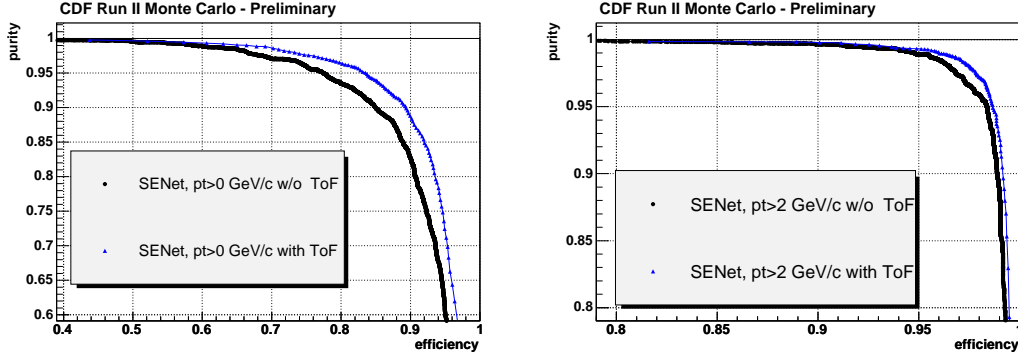 CDF Run II Monte Carlo - Preliminary
purity
1
0.95
0.9
0.85
0.8
0.75
0.7
0.65
0.6
SENet, pt>0 GeV/c w/o ToF
SENet, pt>0 GeV/c with ToF
0.4 0.5 0.6 0.7 0.8 0.9 1
efficiency
CDF Run II Monte Carlo - Preliminary
purity
1
0.95
0.9
0.85
0.8
SENet, pt>2 GeV/c w/o ToF
SENet, pt>2 GeV/c with ToF
0.8 0.85 0.9 0.95 1
efficiency